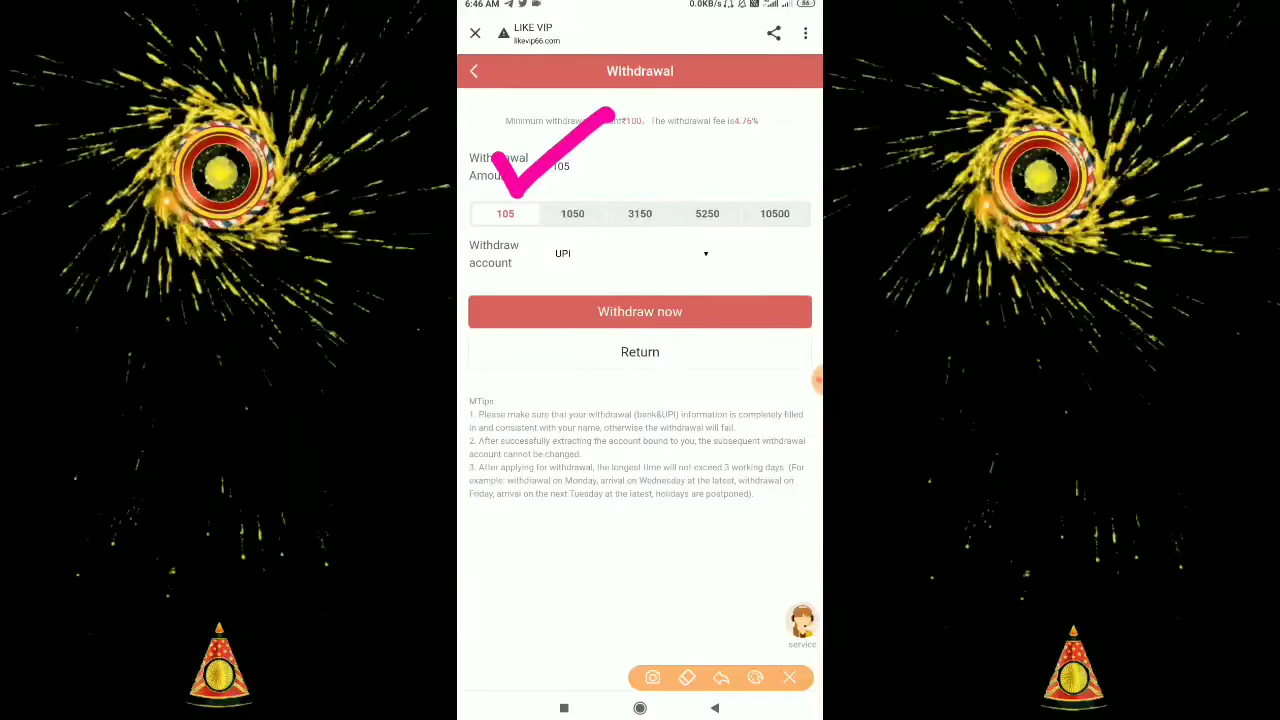 6:46 AM
0.0KB/s
86
LIKE VIP
likevip66.com
Withdrawal
Minimum ₹100, The withdrawal fee is4.76%
Withdrawal
Amount
105
105 1050 3150 5250 10500
Withdraw
account
UPI
Withdraw now
Return
MTips:
1. Please make sure that your withdrawal (bank&UPI) information is completely filled
in and consistent with your name, otherwise the withdrawal will fail.
2. After successfully extracting the account bound to you, the subsequent withdrawal
account cannot be changed.
3. After applying for withdrawal, the longest time will not exceed 3 working days. (For
example: withdrawal on Monday, arrival on Wednesday at the latest, withdrawal on
Friday, arrival on the next Tuesday at the latest, holidays are postponed).
service